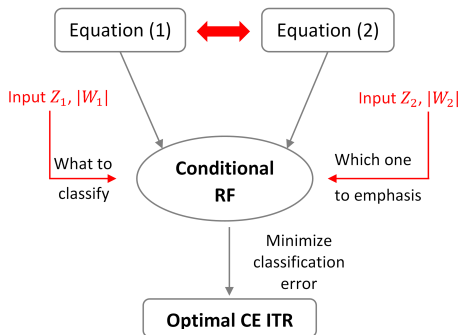 Equation (1)
Equation (2)
Input Z₁, |W₁|
Input Z₂, |W₂|
What to
classify
Conditional
RF
Which one
to emphasis
Minimize
classification
error
Optimal CE ITR